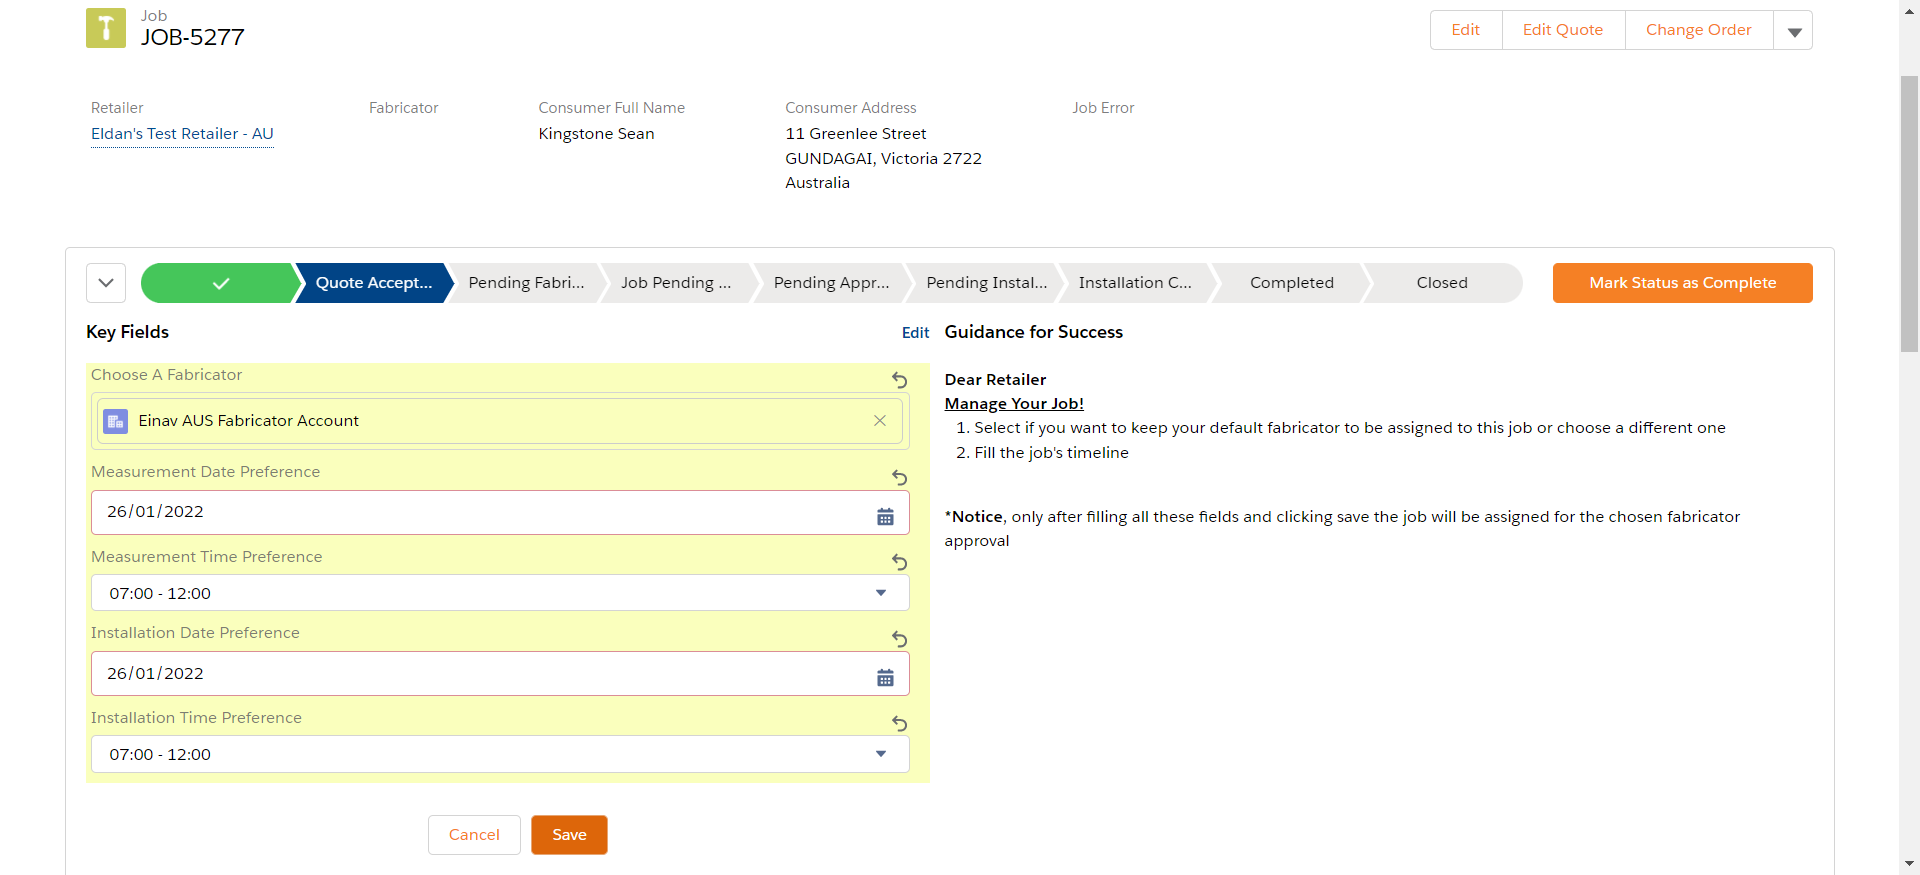 Job
JOB-5277
Edit
Edit Quote
Change Order
Retailer
Fabricator
Consumer Full Name
Consumer Address
Job Error
Eldan's Test Retailer - AU
Kingstone Sean
11 Greenlee Street
GUNDAGAI, Victoria 2722
Australia
Quote Accept...
Pending Fabri...
Job Pending ...
Pending Appr...
Pending Instal...
Installation C...
Completed
Closed
Mark Status as Complete
Key Fields
Edit
Choose A Fabricator
Einav AUS Fabricator Account
Measurement Date Preference
26/01/2022
Measurement Time Preference
07:00 - 12:00
Installation Date Preference
26/01/2022
Installation Time Preference
07:00 - 12:00
Cancel
Save
Guidance for Success
Dear Retailer
Manage Your Job!
1. Select if you want to keep your default fabricator to be assigned to this job or choose a different one
2. Fill the job's timeline
*Notice, only after filling all these fields and clicking save the job will be assigned for the chosen fabricator
approval